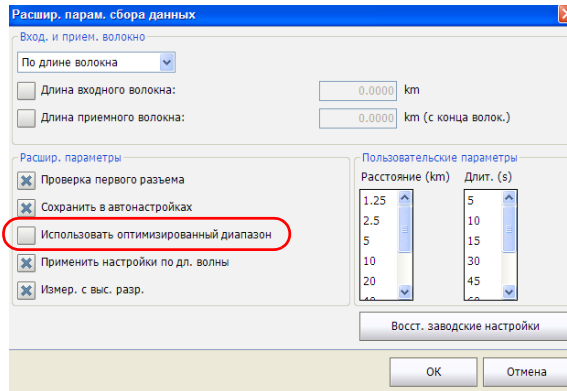 Расшир. парам. сбора данных
Вход. и прием. волокно
По длине волокна
Длина входного волокна:
0.0000 km
Длина приемного волокна:
0.0000 km (с конца волок.)
Расшир. параметры
Проверка первого разъема
Сохранить в автонастройках
Использовать оптимизированный диапазон
Применить настройки по дл. волны
Измер. с выс. разр.
Пользовательские параметры
Расстояние (km) Длит. (s)
1.25 5
2.5 10
5 15
10 30
20 45
Восст. заводские настройки
OK Отмена